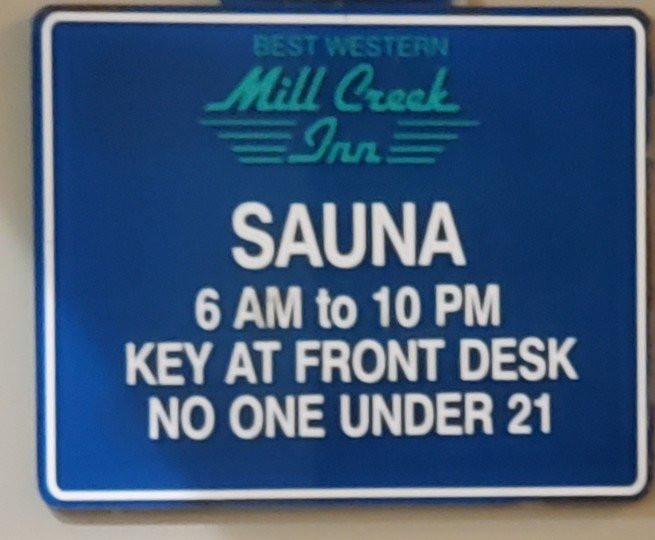 BEST WESTERN
Mill Creek
Inn
SAUNA
6 AM to 10 PM
KEY AT FRONT DESK
NO ONE UNDER 21